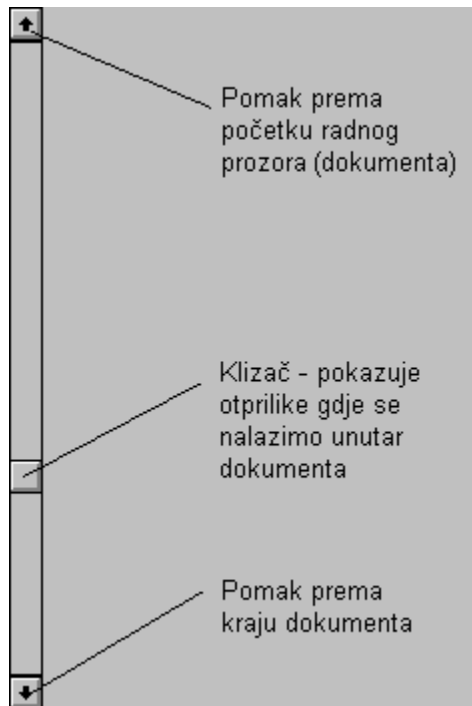 Pomak prema
početku radnog
prozora (dokumenta)
Klizač - pokazuje
otprilike gdje se
nalazimo unutar
dokumenta
Pomak prema
kraju dokumenta